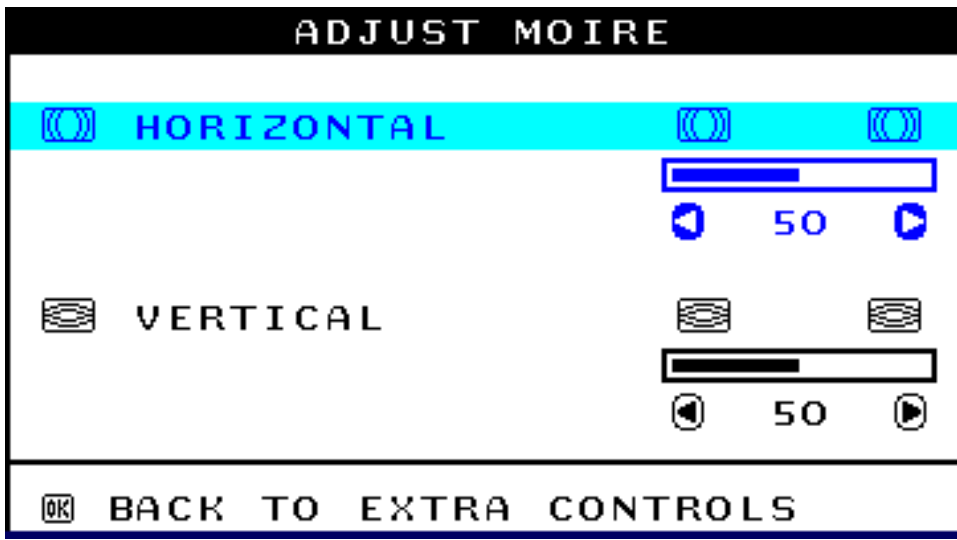 ADJUST MOIRE
HORIZONTAL
50
VERTICAL
50
OK BACK TO EXTRA CONTROLS